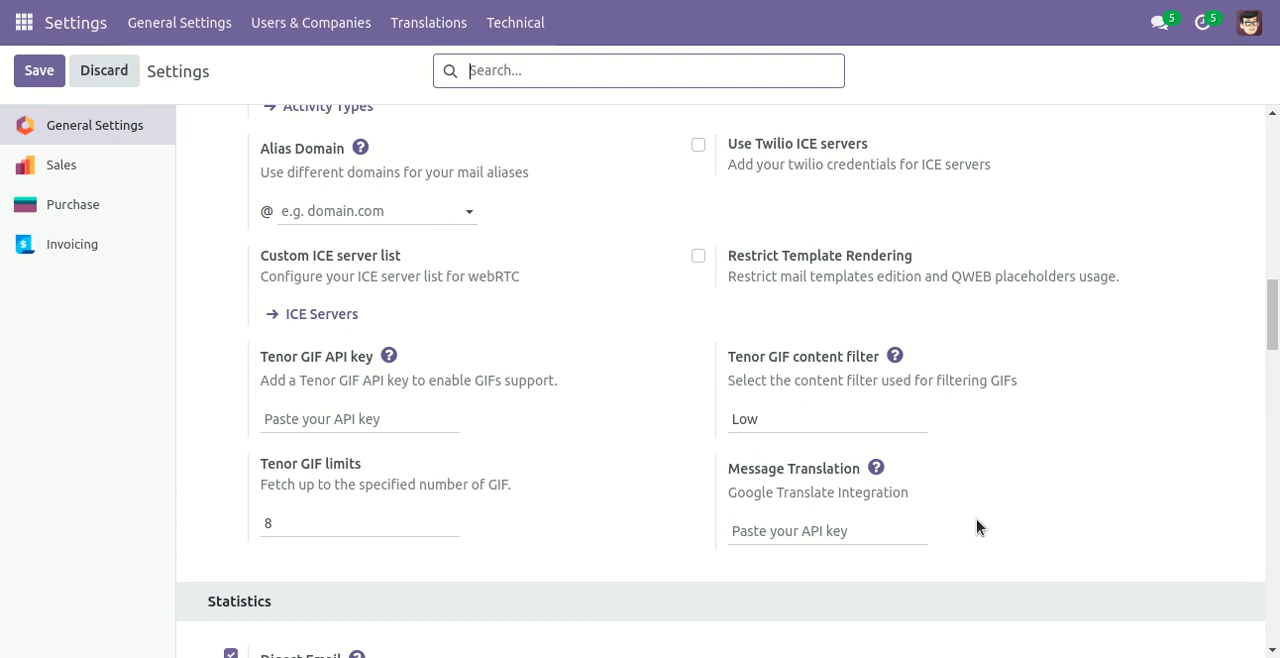 Settings General Settings Users & Companies Translations Technical 5 5
Save Discard Settings Search...
General Settings
Sales
Purchase
Invoicing
→ Activity Types
Alias Domain ?
Use different domains for your mail aliases
@ e.g. domain.com
Use Twilio ICE servers
Add your twilio credentials for ICE servers
Custom ICE server list
Configure your ICE server list for webRTC
→ ICE Servers
Restrict Template Rendering
Restrict mail templates edition and QWEB placeholders usage.
Tenor GIF API key ?
Add a Tenor GIF API key to enable GIFs support.
Paste your API key
Tenor GIF content filter ?
Select the content filter used for filtering GIFs
Low
Tenor GIF limits
Fetch up to the specified number of GIF.
8
Message Translation ?
Google Translate Integration
Paste your API key
Statistics
Digest Email ?